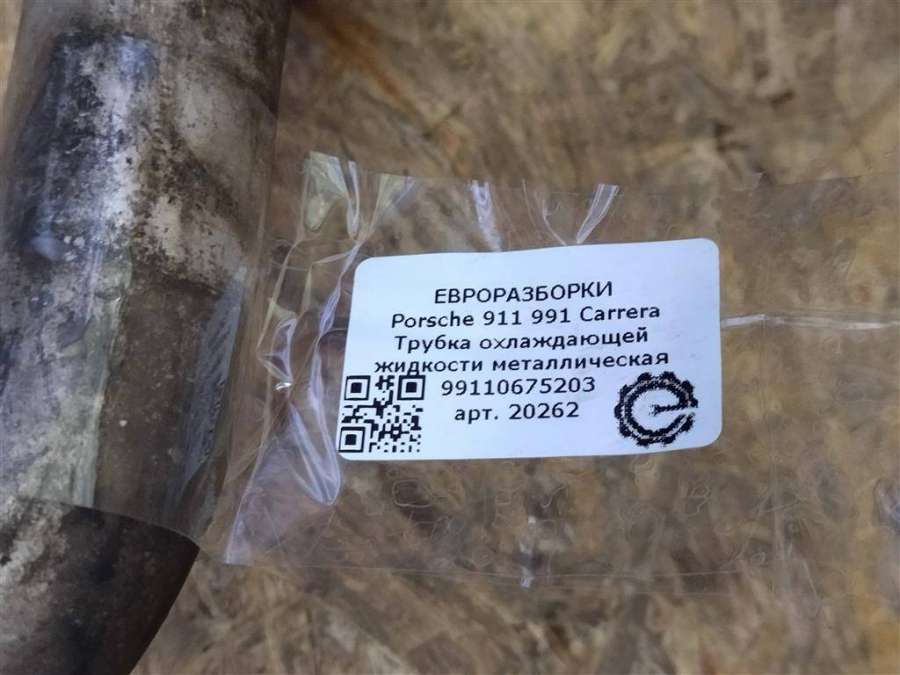 ЕВРОРАЗБОРКИ
Porsche 911 991 Carrera
Трубка охлаждающей
жидкости металлическая
99110675203
арт. 20262